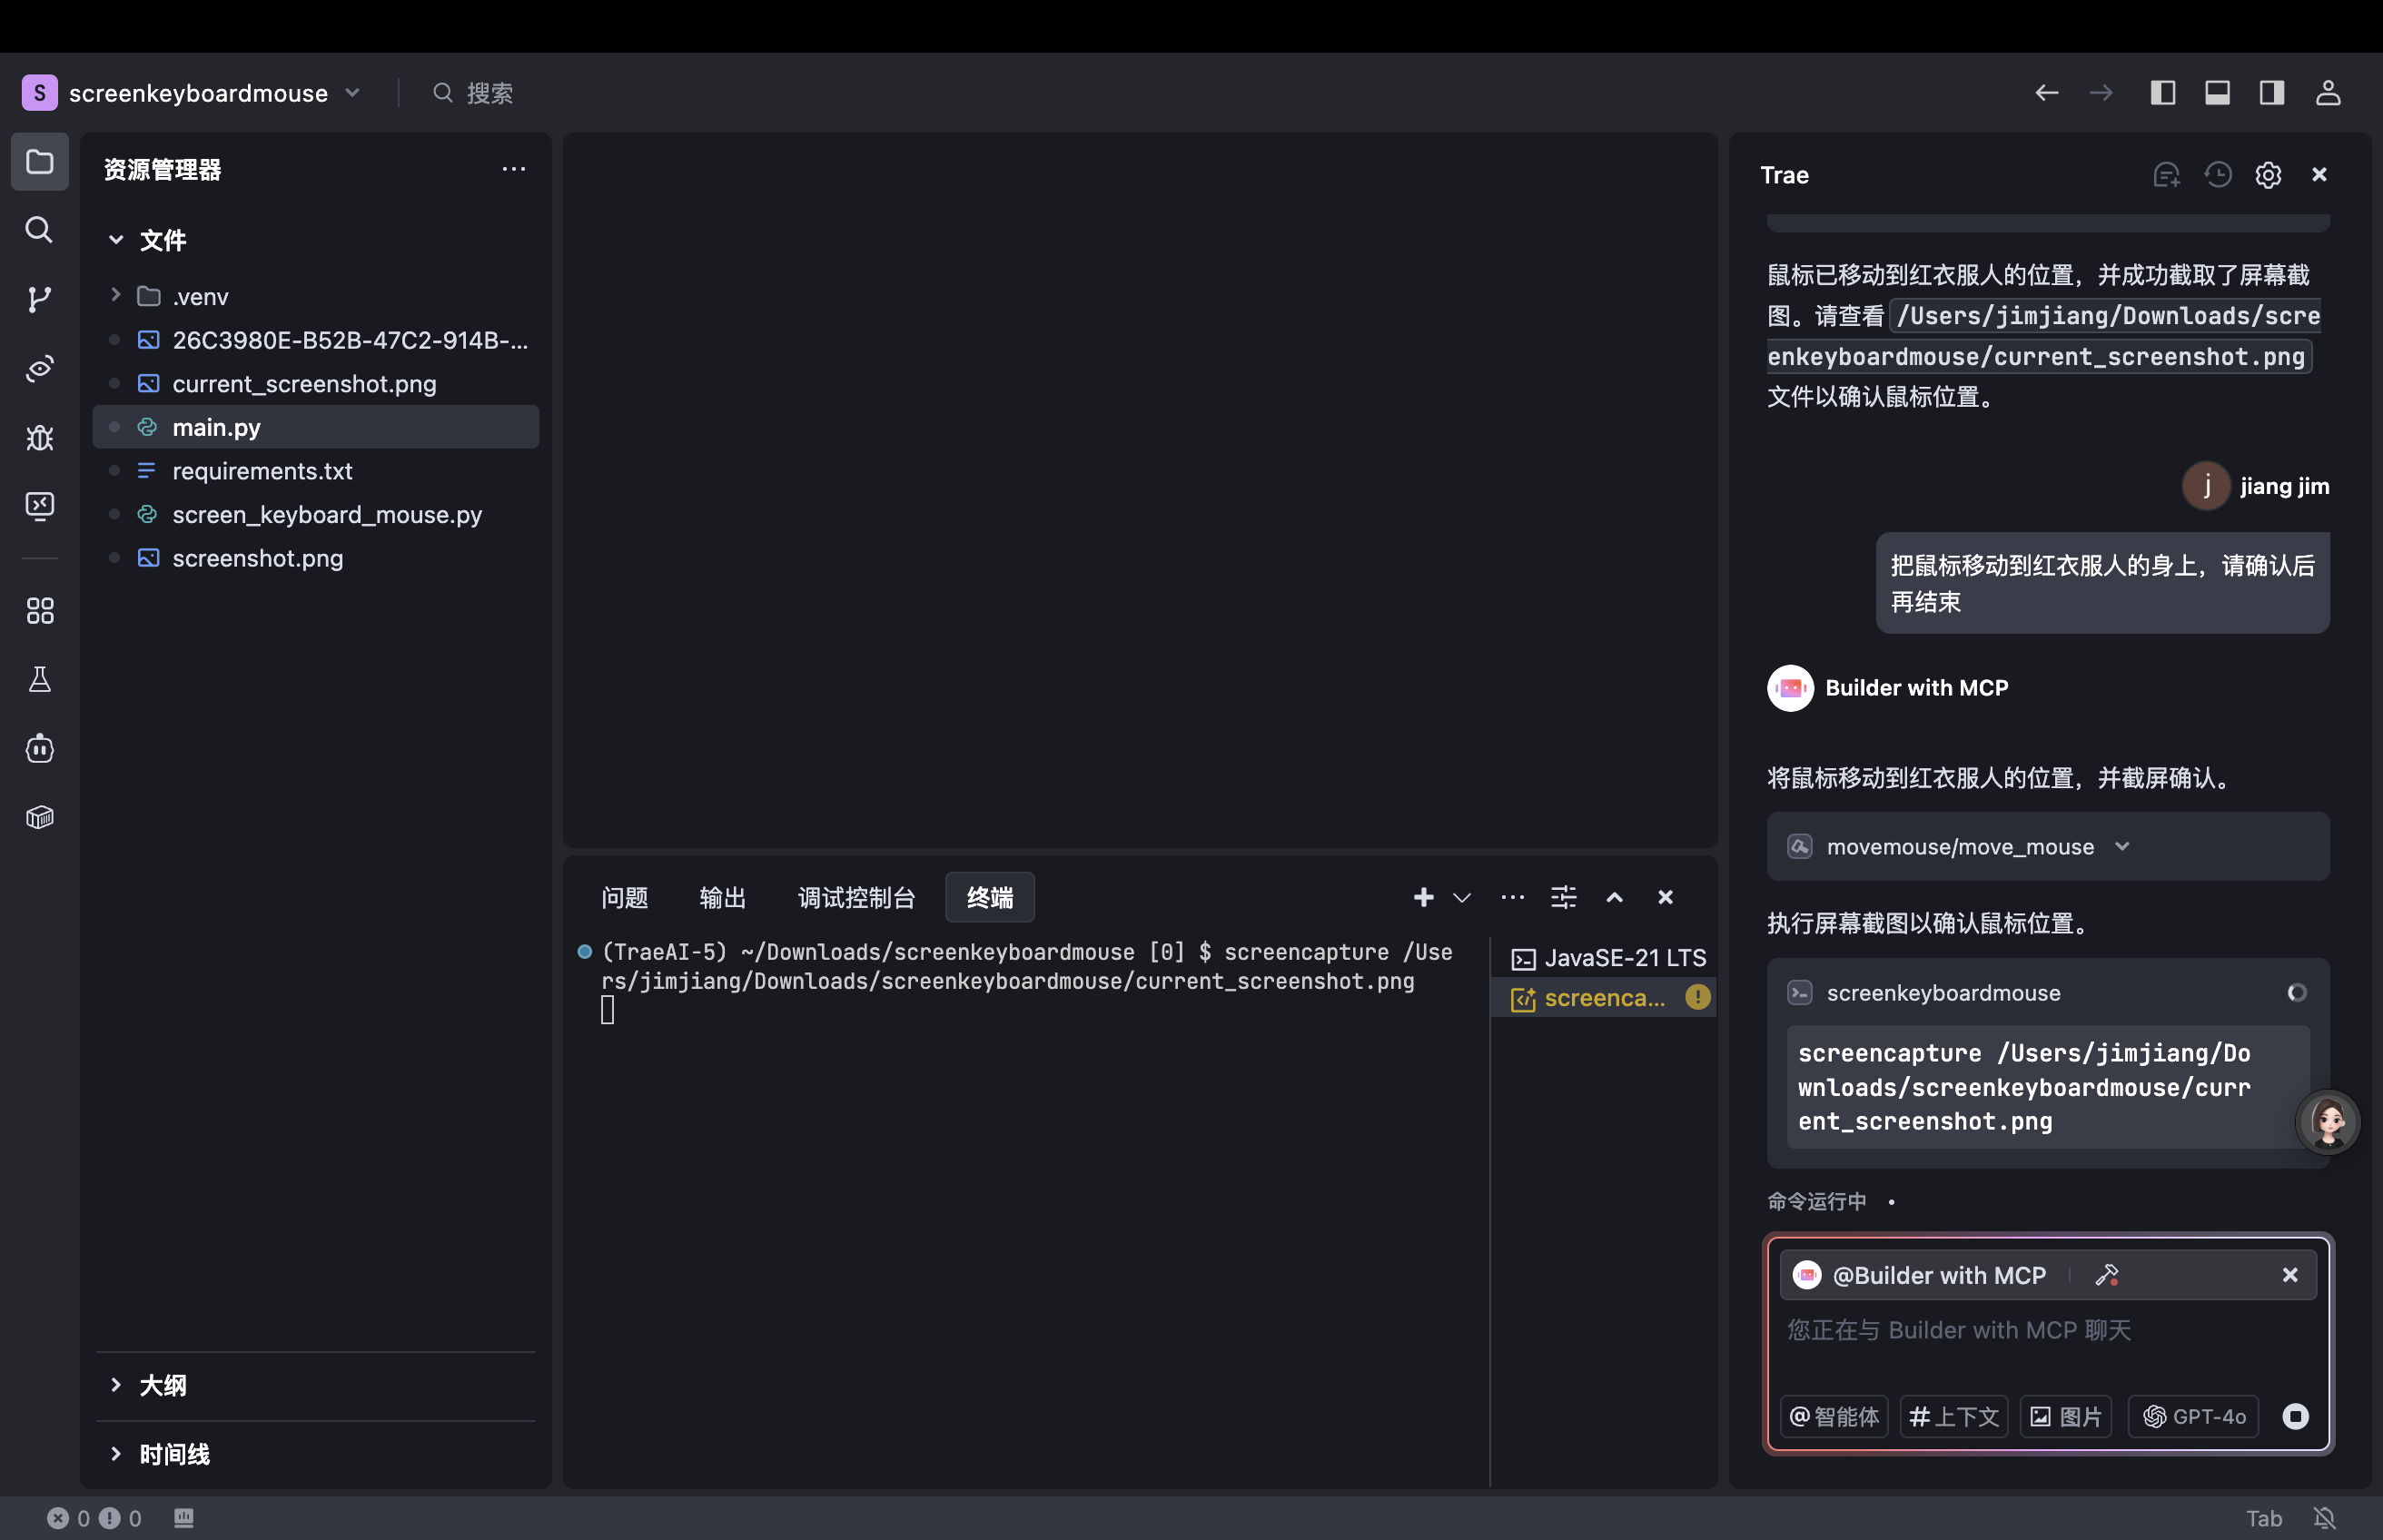 S screenkeyboardmouse
搜索
资源管理器
文件
.venv
26C3980E-B52B-47C2-914B-...
current_screenshot.png
main.py
requirements.txt
screen_keyboard_mouse.py
screenshot.png
大纲
时间线
问题 输出 调试控制台 终端
(TraeAI-5) ~/Downloads/screenkeyboardmouse [0] $ screencapture /Use
rs/jimjiang/Downloads/screenkeyboardmouse/current_screenshot.png
JavaSE-21 LTS
screenca...
Trae
鼠标已移动到红衣服人的位置，并成功截取了屏幕截
图。请查看 /Users/jimjiang/Downloads/scre
enkeyboardmouse/current_screenshot.png
文件以确认鼠标位置。
j jiang jim
把鼠标移动到红衣服人的身上，请确认后
再结束
Builder with MCP
将鼠标移动到红衣服人的位置，并截屏确认。
movemouse/move_mouse
执行屏幕截图以确认鼠标位置。
screenkeyboardmouse
screencapture /Users/jimjiang/Do
wnloads/screenkeyboardmouse/curr
ent_screenshot.png
命令运行中
@Builder with MCP
您正在与 Builder with MCP 聊天
@智能体 #上下文 图片 GPT-4o
0 0
Tab